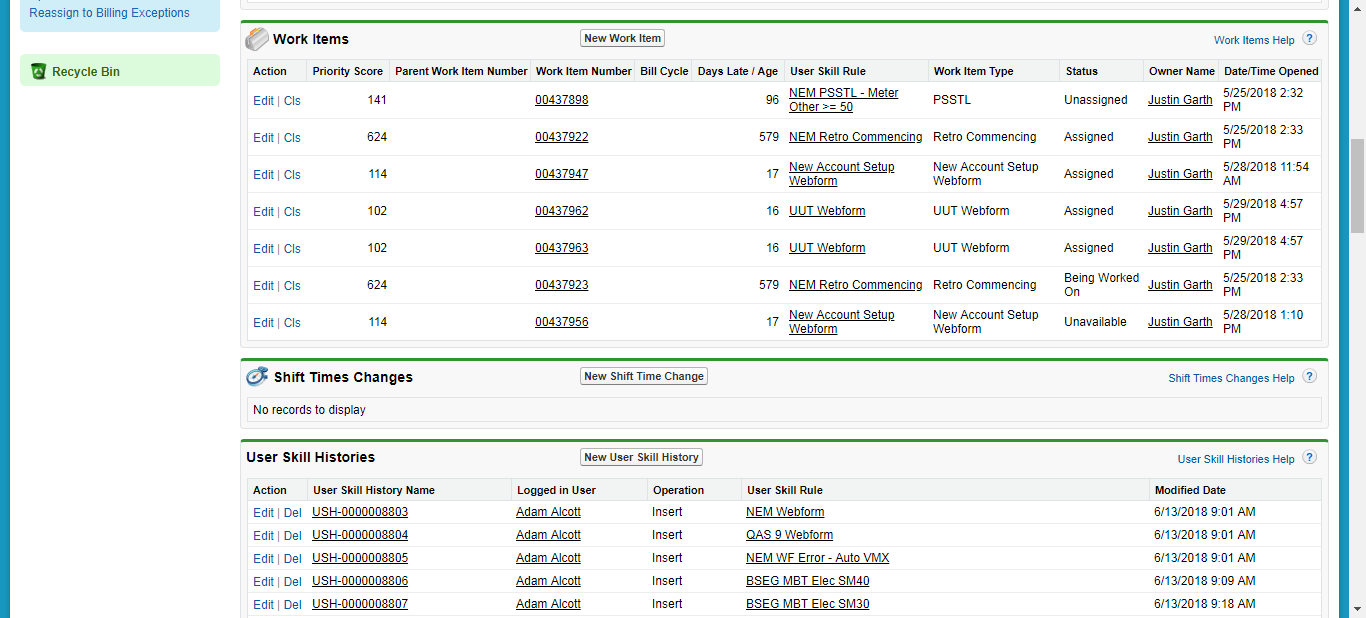 Reassign to Billing Exceptions
Recycle Bin
Work Items
New Work Item
Work Items Help ?
Action Priority Score Parent Work Item Number Work Item Number Bill Cycle Days Late / Age User Skill Rule Work Item Type Status Owner Name Date/Time Opened
Edit | Cls 141 00437898 96 NEM PSSTL - Meter Other >= 50 PSSTL Unassigned Justin Garth 5/25/2018 2:32 PM
Edit | Cls 624 00437922 579 NEM Retro Commencing Retro Commencing Assigned Justin Garth 5/25/2018 2:33 PM
Edit | Cls 114 00437947 17 New Account Setup Webform New Account Setup Webform Assigned Justin Garth 5/28/2018 11:54 AM
Edit | Cls 102 00437962 16 UUT Webform UUT Webform Assigned Justin Garth 5/29/2018 4:57 PM
Edit | Cls 102 00437963 16 UUT Webform UUT Webform Assigned Justin Garth 5/29/2018 4:57 PM
Edit | Cls 624 00437923 579 NEM Retro Commencing Retro Commencing Being Worked On Justin Garth 5/25/2018 2:33 PM
Edit | Cls 114 00437956 17 New Account Setup Webform New Account Setup Webform Unavailable Justin Garth 5/28/2018 1:10 PM
Shift Times Changes
New Shift Time Change
Shift Times Changes Help ?
No records to display
User Skill Histories
New User Skill History
User Skill Histories Help ?
Action User Skill History Name Logged in User Operation User Skill Rule Modified Date
Edit | Del USH-0000008803 Adam Alcott Insert NEM Webform 6/13/2018 9:01 AM
Edit | Del USH-0000008804 Adam Alcott Insert QAS 9 Webform 6/13/2018 9:01 AM
Edit | Del USH-0000008805 Adam Alcott Insert NEM WF Error - Auto VMX 6/13/2018 9:01 AM
Edit | Del USH-0000008806 Adam Alcott Insert BSEG MBT Elec SM40 6/13/2018 9:09 AM
Edit | Del USH-0000008807 Adam Alcott Insert BSEG MBT Elec SM30 6/13/2018 9:18 AM